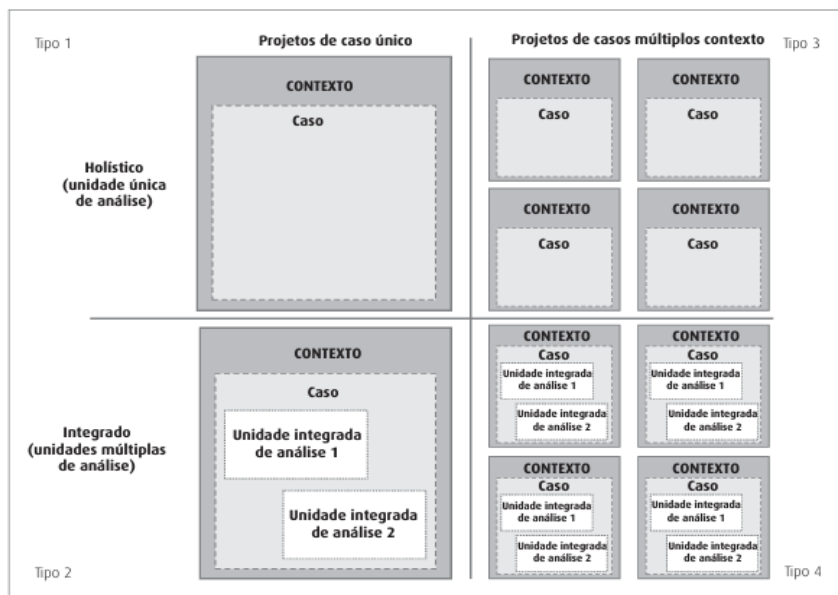 Tipo 1
Projetos de caso único
Projetos de casos múltiplos contexto
Tipo 3
CONTEXTO
Caso
Holístico
(unidade única
de análise)
CONTEXTO
Caso
CONTEXTO
Caso
CONTEXTO
Caso
CONTEXTO
Caso
Integrado
(unidades múltiplas
de análise)
CONTEXTO
Caso
Unidade integrada
de análise 1
Unidade integrada
de análise 2
CONTEXTO
Caso
Unidade integrada
de análise 1
Unidade integrada
de análise 2
CONTEXTO
Caso
Unidade integrada
de análise 1
Unidade integrada
de análise 2
CONTEXTO
Caso
Unidade integrada
de análise 1
Unidade integrada
de análise 2
CONTEXTO
Caso
Unidade integrada
de análise 1
Unidade integrada
de análise 2
Tipo 2
Tipo 4